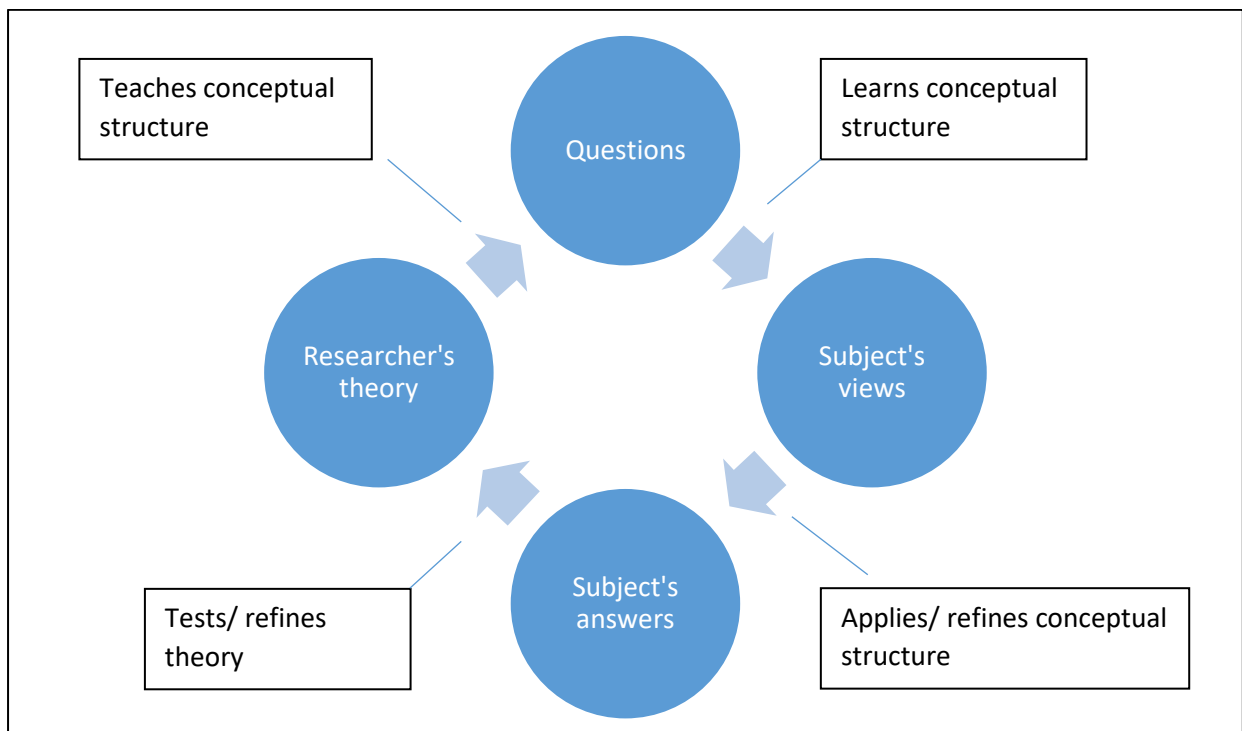 Teaches conceptual
structure
Questions
Learns conceptual
structure
Researcher's
theory
Subject's
views
Tests/ refines
theory
Subject's
answers
Applies/ refines conceptual
structure